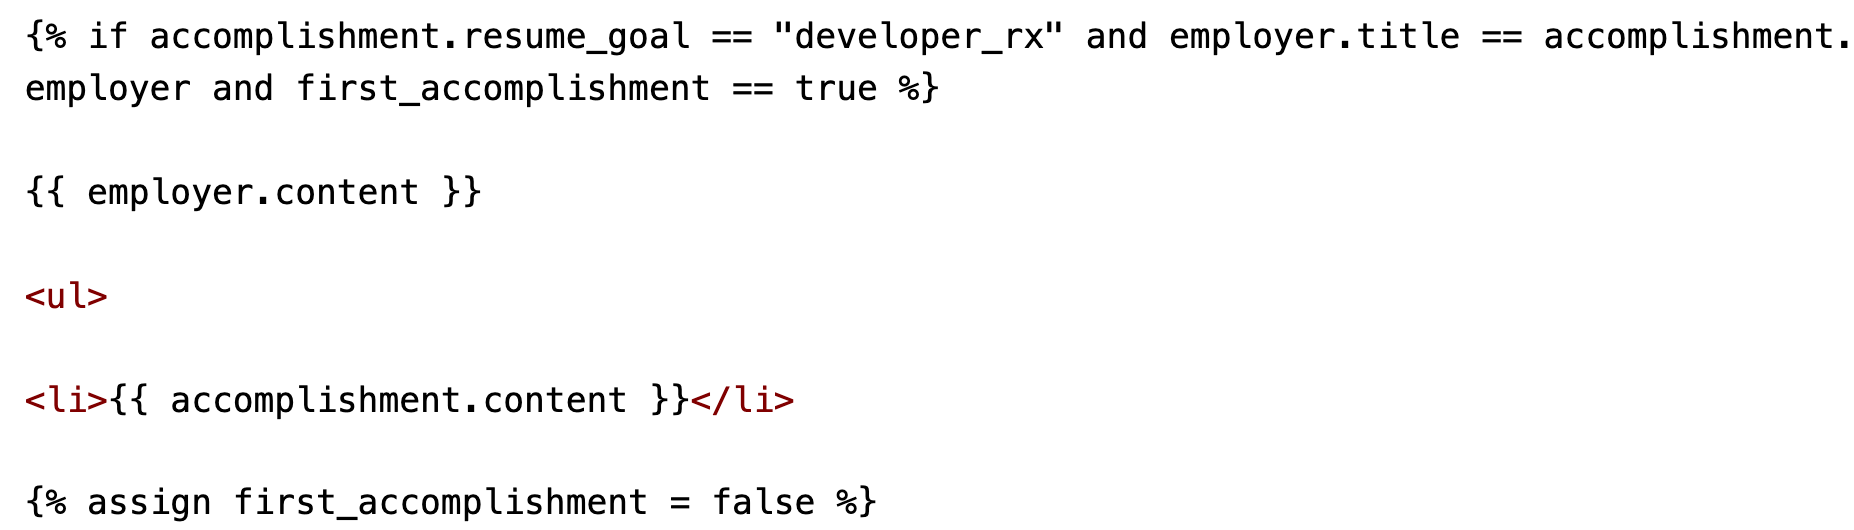 {% if accomplishment.resume_goal == "developer_rx" and employer.title == accomplishment.
employer and first_accomplishment == true %}
{{ employer.content }}
<ul>
<li>{{ accomplishment.content }}</li>
{% assign first_accomplishment = false %}